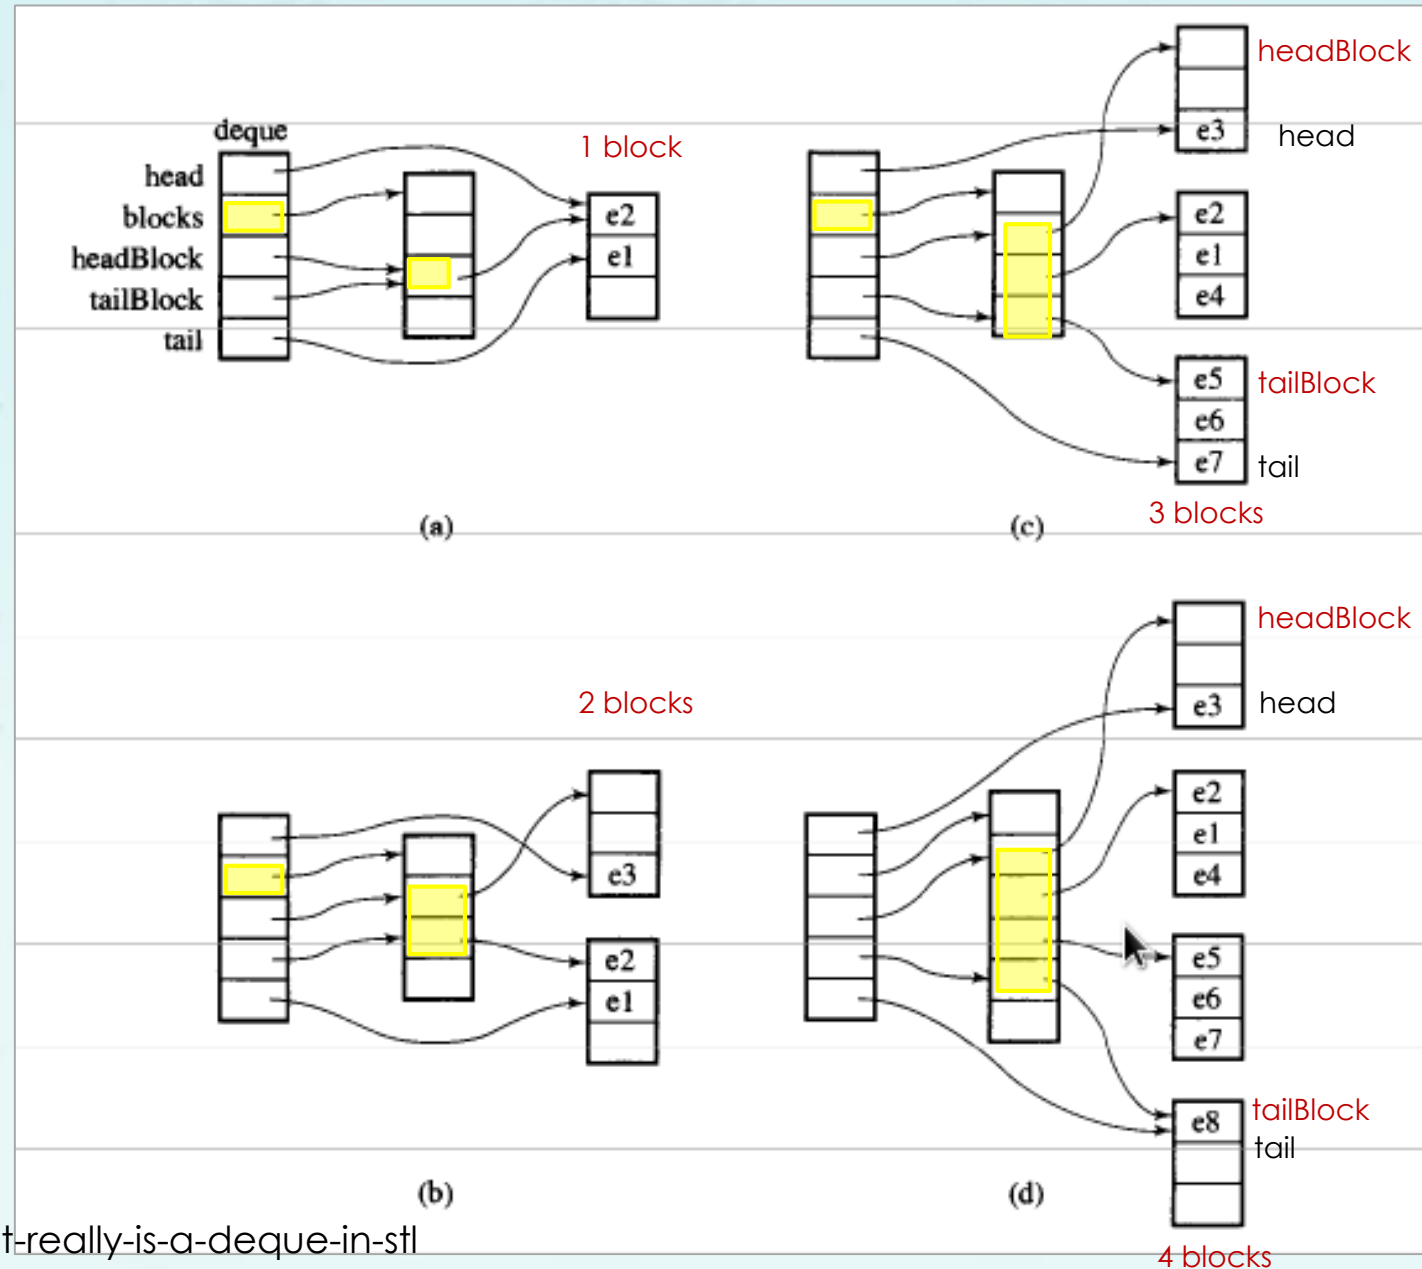 deque
head
blocks
headBlock
tailBlock
tail
1 block
e2
e1
(a)
headBlock
e3
head
e2
e1
e4
e5
tailBlock
e6
e7
tail
3 blocks
(c)
2 blocks
e3
e2
e1
(b)
headBlock
e3
head
e2
e1
e4
e5
e6
e7
e8
tailBlock
tail
(d)
4 blocks
t-really-is-a-deque-in-stl